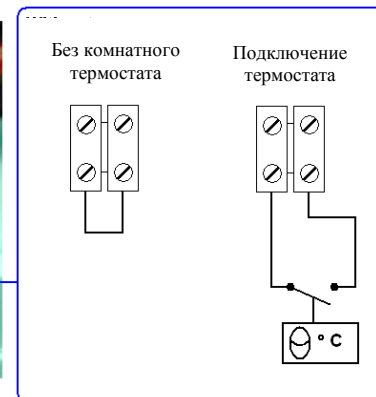 Без комнатного
термостата
Подключение
термостата
° C